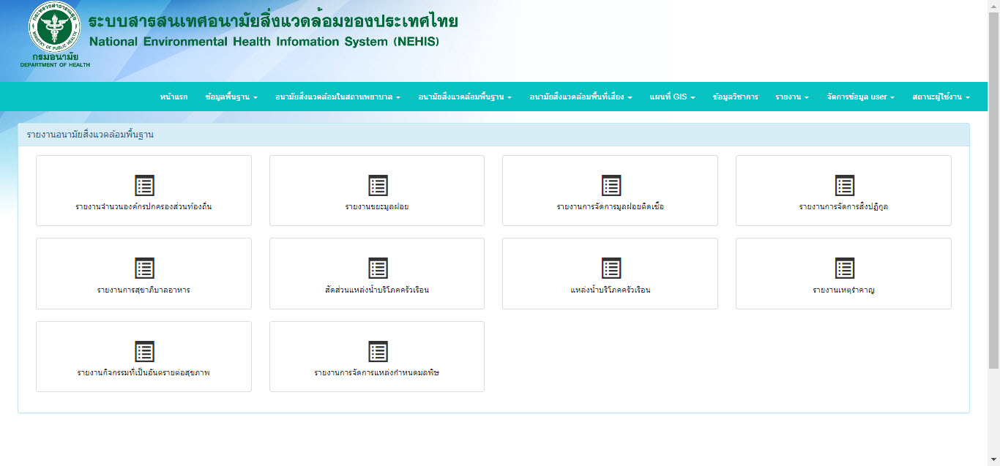 กระทรวงสาธารณสุข
MINISTRY OF PUBLIC HEALTH
กรมอนามัย
DEPARTMENT OF HEALTH
ระบบสารสนเทศอนามัยสิ่งแวดล้อมของประเทศไทย
National Environmental Health Infomation System (NEHIS)
หน้าแรก ข้อมูลพื้นฐาน อนามัยสิ่งแวดล้อมในสถานพยาบาล อนามัยสิ่งแวดล้อมพื้นฐาน อนามัยสิ่งแวดล้อมพื้นที่เสี่ยง แผนที่ GIS ข้อมูลวิชาการ รายงาน จัดการข้อมูล user สถานะผู้ใช้งาน
รายงานอนามัยสิ่งแวดล้อมพื้นฐาน
รายงานจำนวนองค์กรปกครองส่วนท้องถิ่น
รายงานขยะมูลฝอย
รายงานการจัดการมูลฝอยติดเชื้อ
รายงานการจัดการสิ่งปฏิกูล
รายงานการสุขาภิบาลอาหาร
สัดส่วนแหล่งน้ำบริโภคครัวเรือน
แหล่งน้ำบริโภคครัวเรือน
รายงานเหตุรำคาญ
รายงานกิจกรรมที่เป็นอันตรายต่อสุขภาพ
รายงานการจัดการแหล่งกำหนดมลพิษ